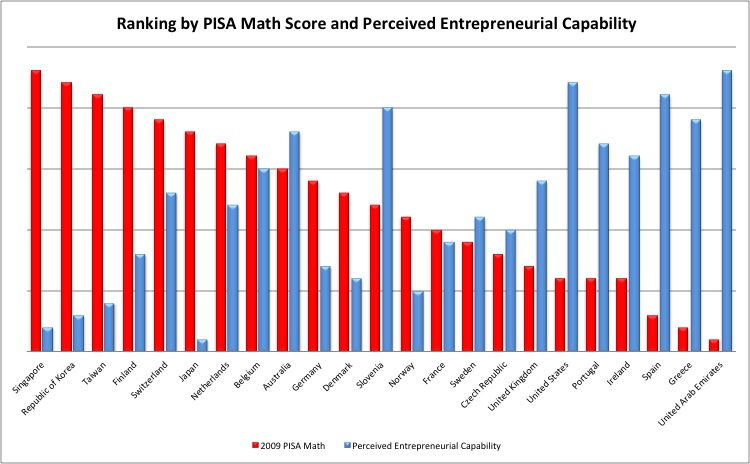 Ranking by PISA Math Score and Perceived Entrepreneurial Capability
Singapore
Republic of Korea
Taiwan
Finland
Switzerland
Japan
Netherlands
Belgium
Australia
Germany
Denmark
Slovenia
Norway
France
Sweden
Czech Republic
United Kingdom
United States
Portugal
Ireland
Spain
Greece
United Arab Emirates
2009 PISA Math
Perceived Entrepreneurial Capability